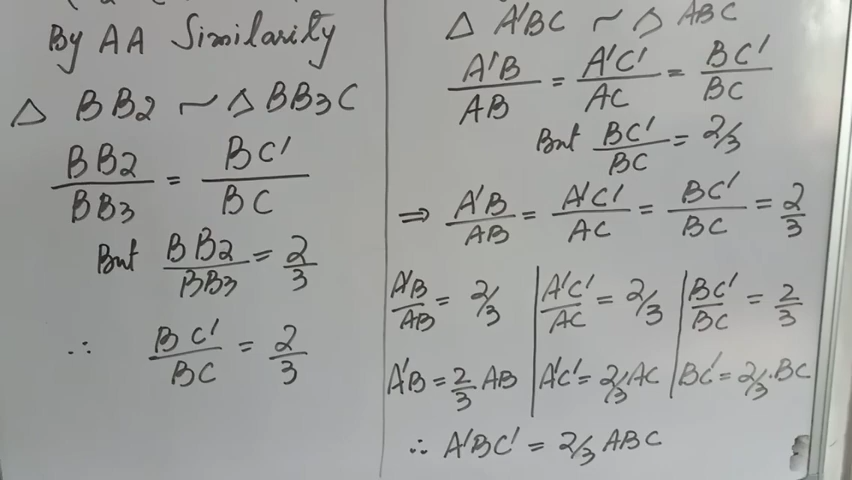 By AA Similarity
△ BB2 ~ △ BB3C
BB2/BB3 = BC'/BC
But BB2/BB3 = 2/3
∴ BC'/BC = 2/3
△ A'BC ~ △ ABC
A'B/AB = A'C'/AC = BC'/BC
But BC'/BC = 2/3
⇒ A'B/AB = A'C'/AC = BC'/BC = 2/3
A'B/AB = 2/3 | A'C'/AC = 2/3 | BC'/BC = 2/3
A'B = 2/3 AB | A'C' = 2/3 AC | BC' = 2/3 . BC
∴ A'BC' = 2/3 ABC